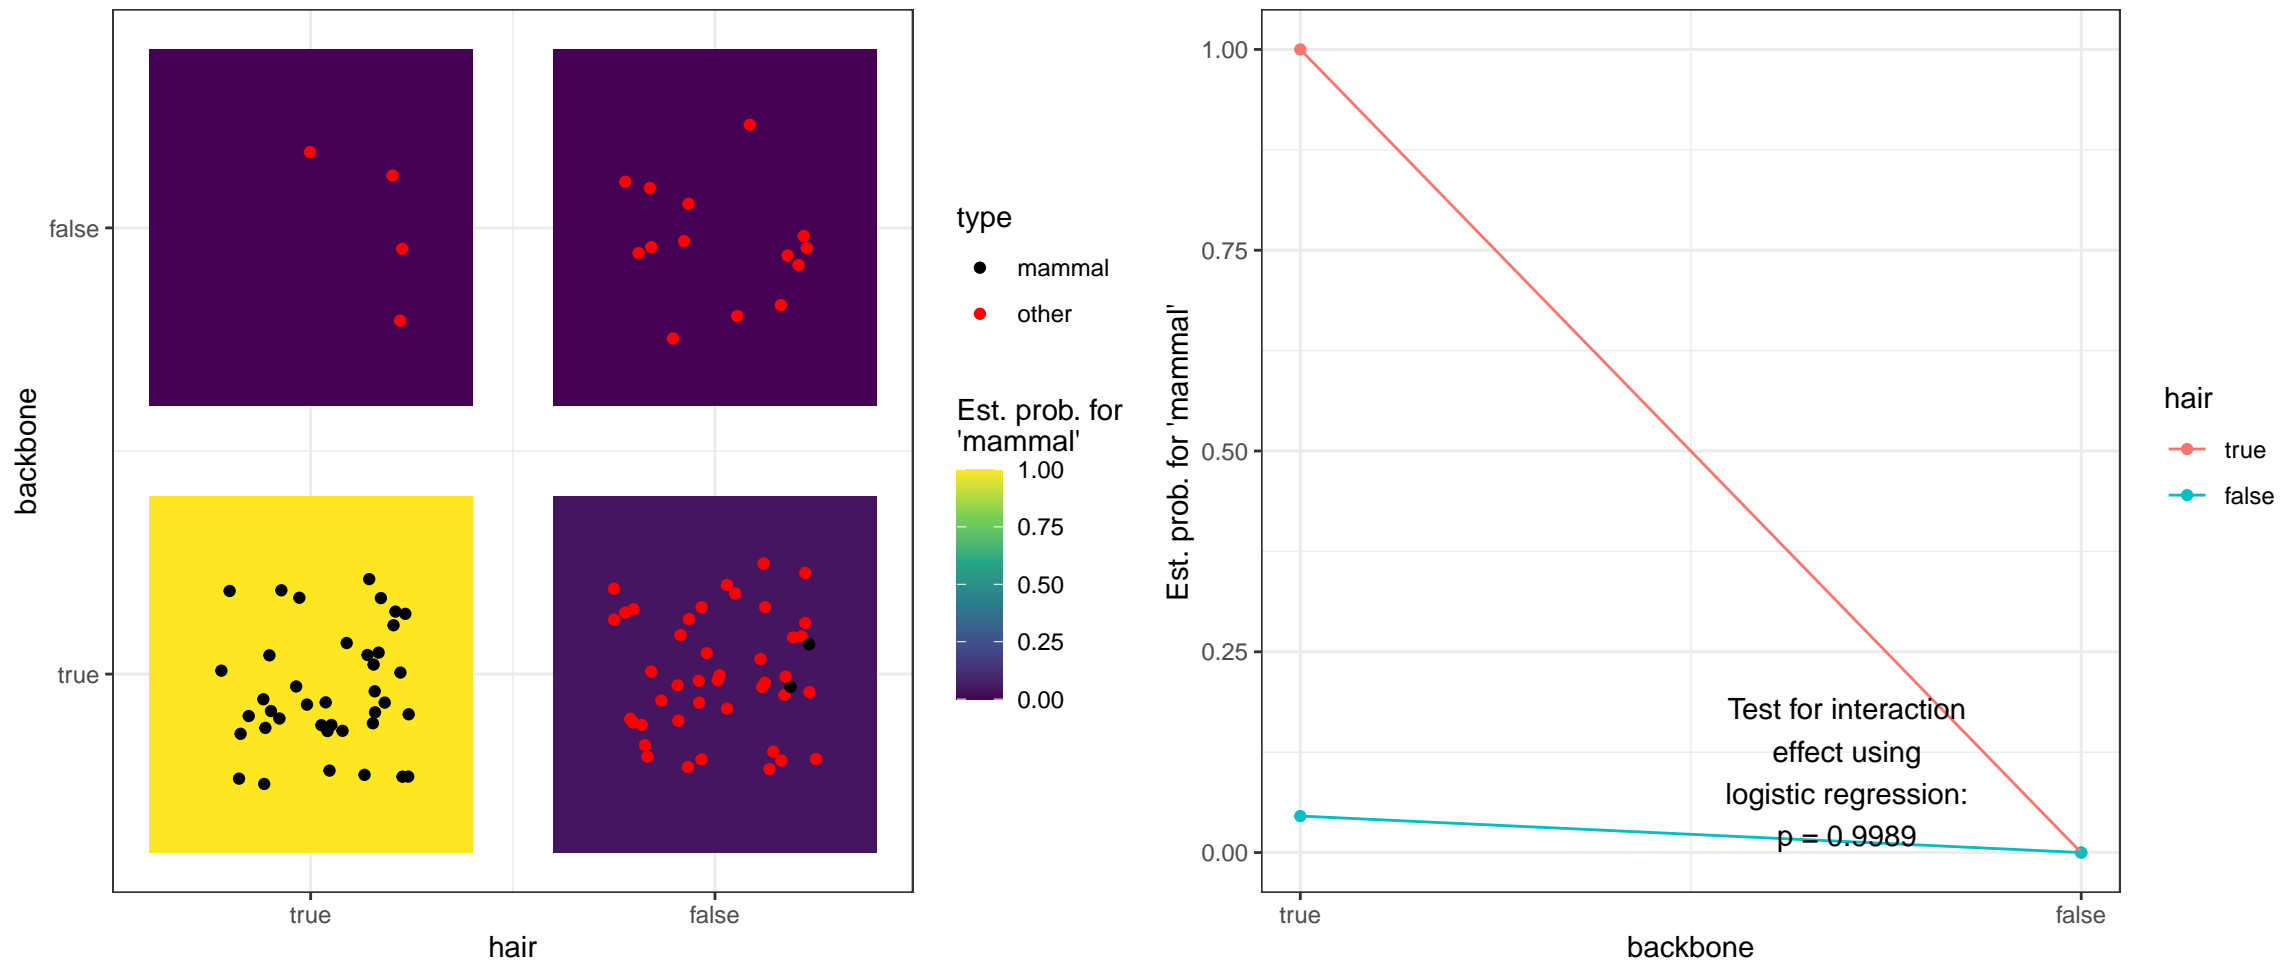 backbone
false
true
true
false
hair
type
mammal
other
Est. prob. for
'mammal'
1.00
0.75
0.50
0.25
0.00
Est. prob. for 'mammal'
1.00
0.75
0.50
0.25
0.00
Test for interaction
effect using
logistic regression:
p = 0.9989
true
false
backbone
hair
true
false